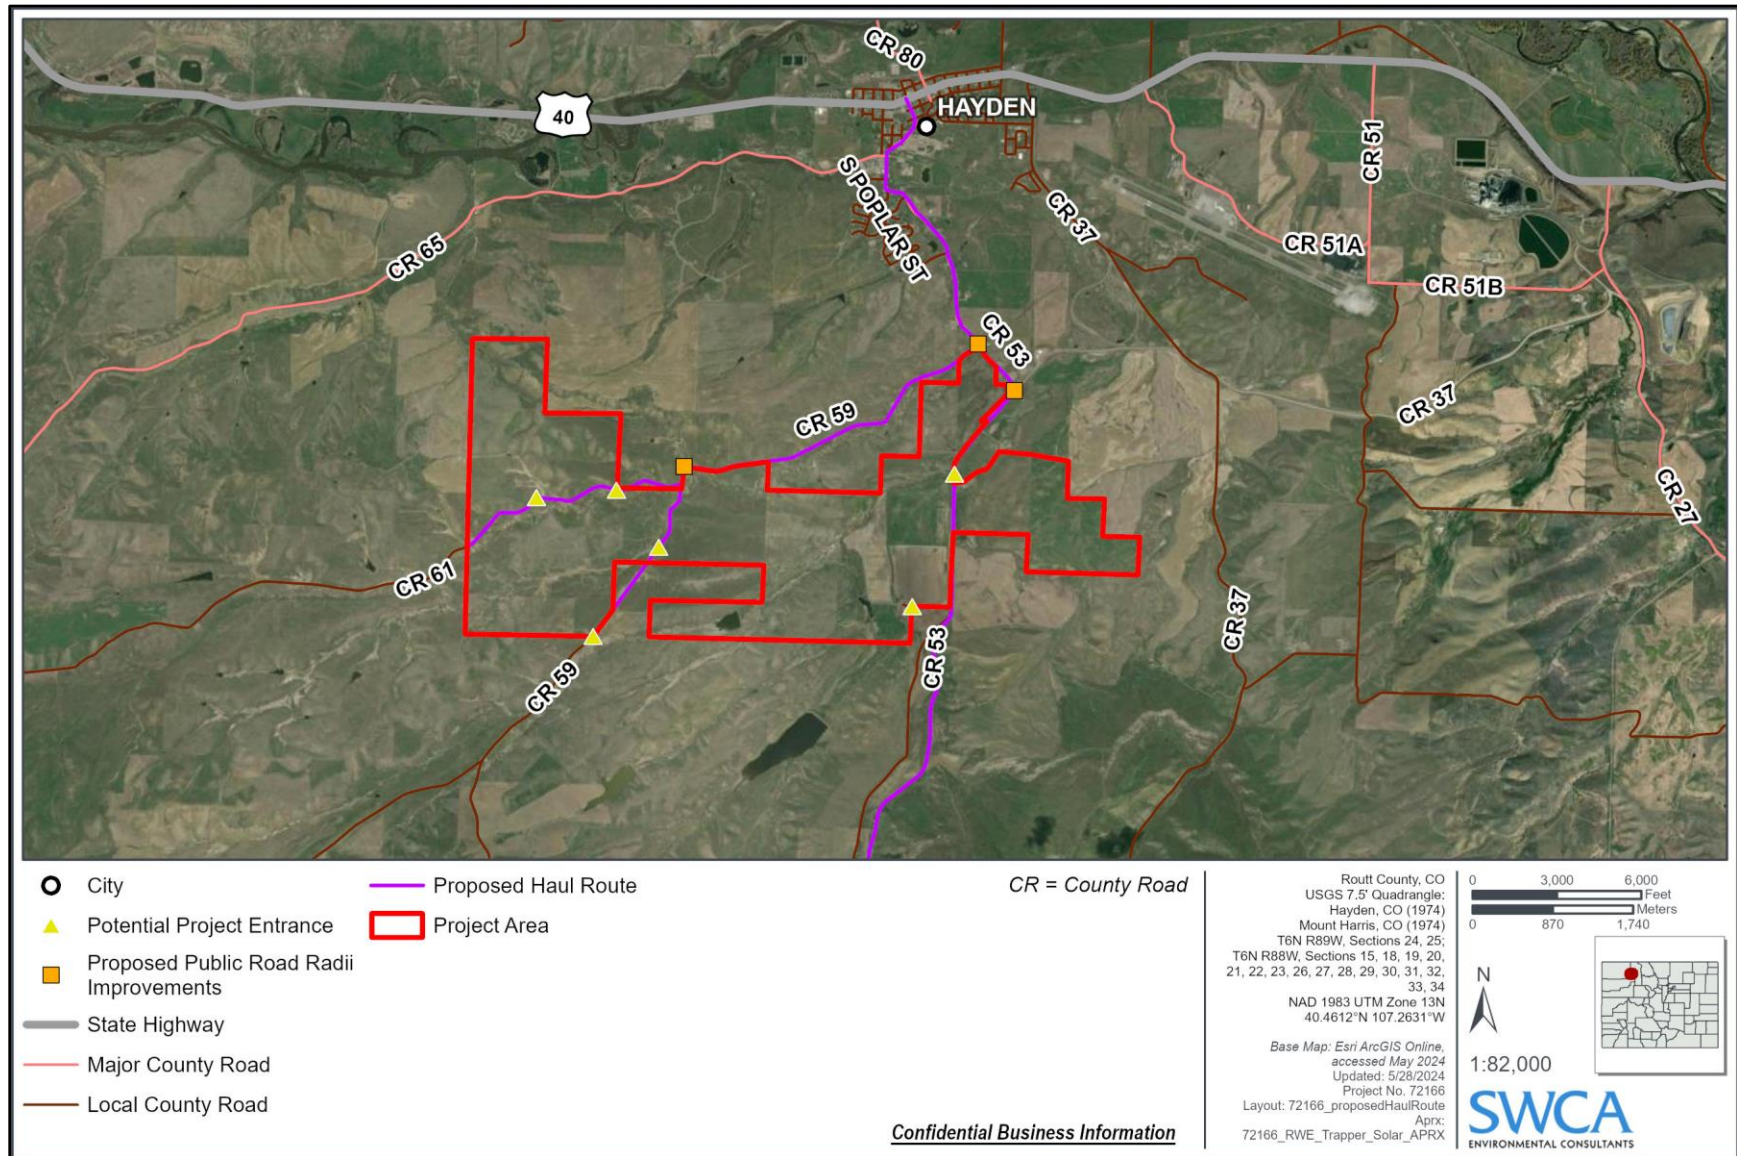 CR 80
HAYDEN
40
CR 51
S POPLAR ST
CR 37
CR 65
CR 51A
CR 51B
CR 53
CR 59
CR 37
CR 27
CR 61
CR 37
CR 53
CR 59
City
Potential Project Entrance
Proposed Public Road Radii
Improvements
State Highway
Major County Road
Local County Road
Proposed Haul Route
Project Area
CR = County Road
Confidential Business Information
Routt County, CO
USGS 7.5' Quadrangle:
Hayden, CO (1974)
Mount Harris, CO (1974)
T6N R89W, Sections 24, 25;
T6N R88W, Sections 15, 18, 19, 20,
21, 22, 23, 26, 27, 28, 29, 30, 31, 32,
33, 34
NAD 1983 UTM Zone 13N
40.4612°N 107.2631°W
Base Map: Esri ArcGIS Online,
accessed May 2024
Updated: 5/28/2024
Project No. 72166
Layout: 72166_proposedHaulRoute
Aprx:
72166_RWE_Trapper_Solar_APRX
0 3,000 6,000
Feet
Meters
0 870 1,740
N
1:82,000
SWCA
ENVIRONMENTAL CONSULTANTS